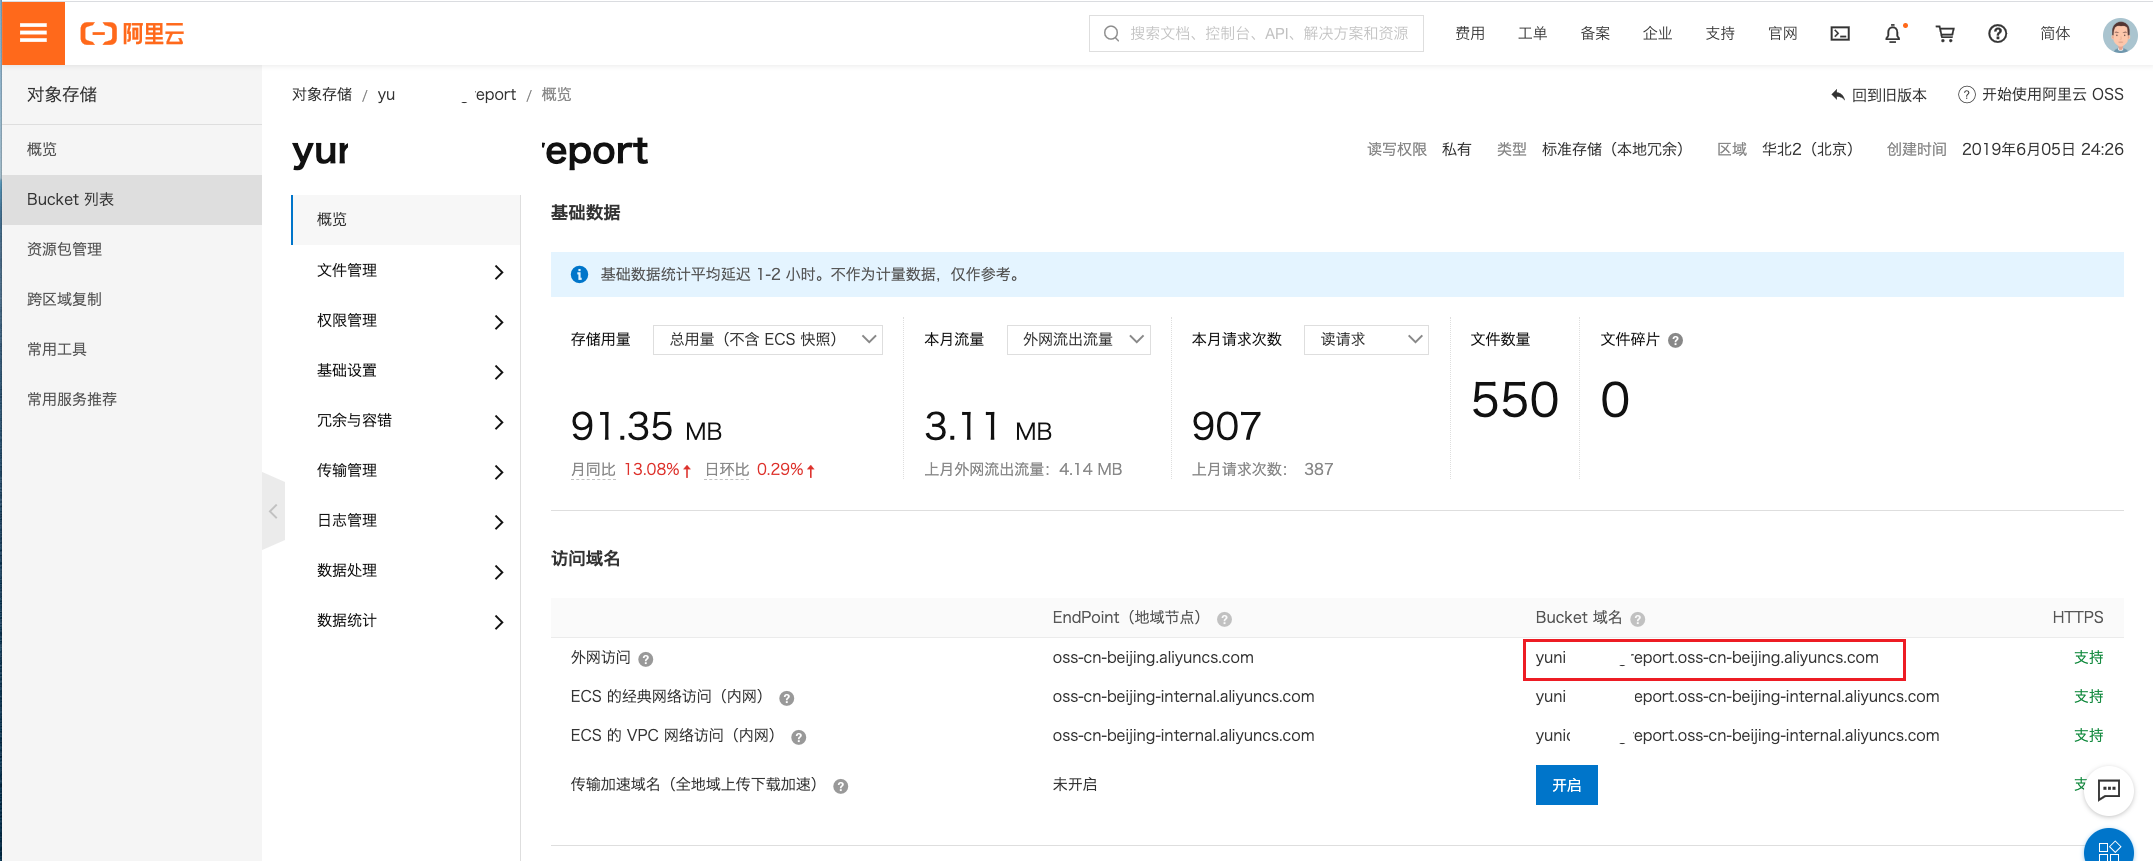 阿里云
搜索文档、控制台、API、解决方案和资源
费用 工单 备案 企业 支持 官网 简体
对象存储
概览
Bucket 列表
资源包管理
跨区域复制
常用工具
常用服务推荐
对象存储 / yu _report / 概览
回到旧版本 开始使用阿里云 OSS
yun report
读写权限 私有 类型 标准存储（本地冗余） 区域 华北2（北京） 创建时间 2019年6月05日 24:26
概览
文件管理
权限管理
基础设置
冗余与容错
传输管理
日志管理
数据处理
数据统计
基础数据
基础数据统计平均延迟 1-2 小时。不作为计量数据，仅作参考。
存储用量 总用量（不含 ECS 快照） 本月流量 外网流出流量 本月请求次数 读请求 文件数量 文件碎片
91.35 MB 3.11 MB 907 550 0
月同比 13.08% 日环比 0.29% 上月外网流出流量： 4.14 MB 上月请求次数： 387
访问域名
EndPoint（地域节点） Bucket 域名 HTTPS
外网访问 oss-cn-beijing.aliyuncs.com yuni _report.oss-cn-beijing.aliyuncs.com 支持
ECS 的经典网络访问（内网） oss-cn-beijing-internal.aliyuncs.com yuni report.oss-cn-beijing-internal.aliyuncs.com 支持
ECS 的 VPC 网络访问（内网） oss-cn-beijing-internal.aliyuncs.com yuni _report.oss-cn-beijing-internal.aliyuncs.com 支持
传输加速域名（全地域上传下载加速） 未开启 开启 支